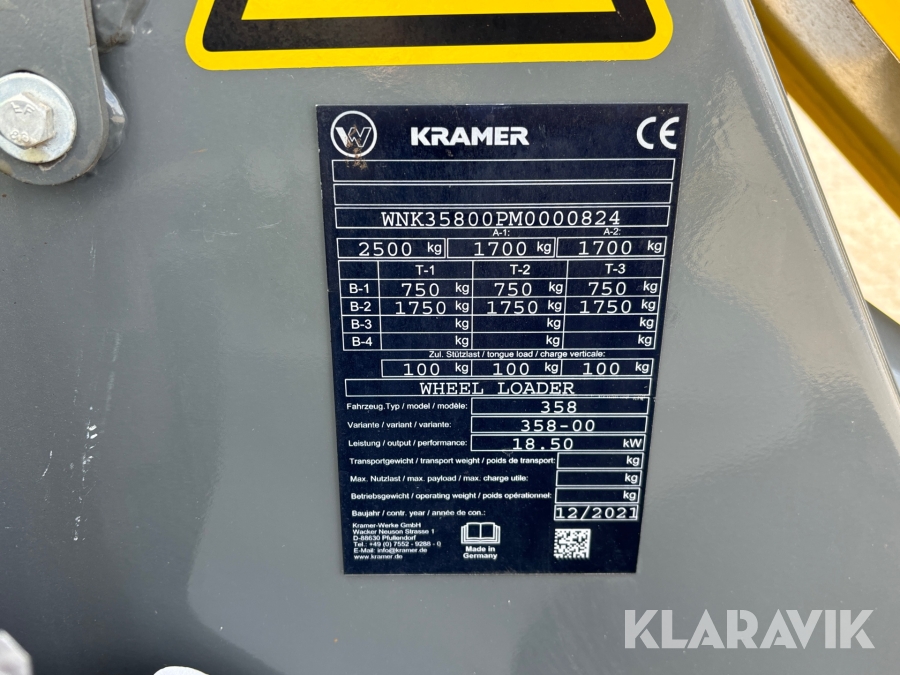 KRAMER CE
WNK35800PM0000824
A-1: A-2:
2500 kg 1700 kg 1700 kg
T-1 T-2 T-3
B-1 750 kg 750 kg 750 kg
B-2 1750 kg 1750 kg 1750 kg
B-3 kg kg kg
B-4 kg kg kg
Zul. Stützlast / tongue load / charge verticale:
100 kg 100 kg 100 kg
WHEEL LOADER
Fahrzeug.Typ / model / modèle: 358
Variante / variant / variante: 358-00
Leistung / output / performance: 18.50 kW
Transportgewicht / transport weight / poids de transport: kg
Max. Nutzlast / max. payload / max. charge utile: kg
Betriebsgewicht / operating weight / poids opérationnel: kg
Baujahr / contr. year / année de con.: 12/2021
Kramer-Werke GmbH
Wacker Neuson Strasse 1
D-88630 Pfullendorf
Tel.: +49 (0) 7552 - 9288 - 0
E-Mail: info@kramer.de
www.kramer.de
Made in
Germany
KLARAVIK